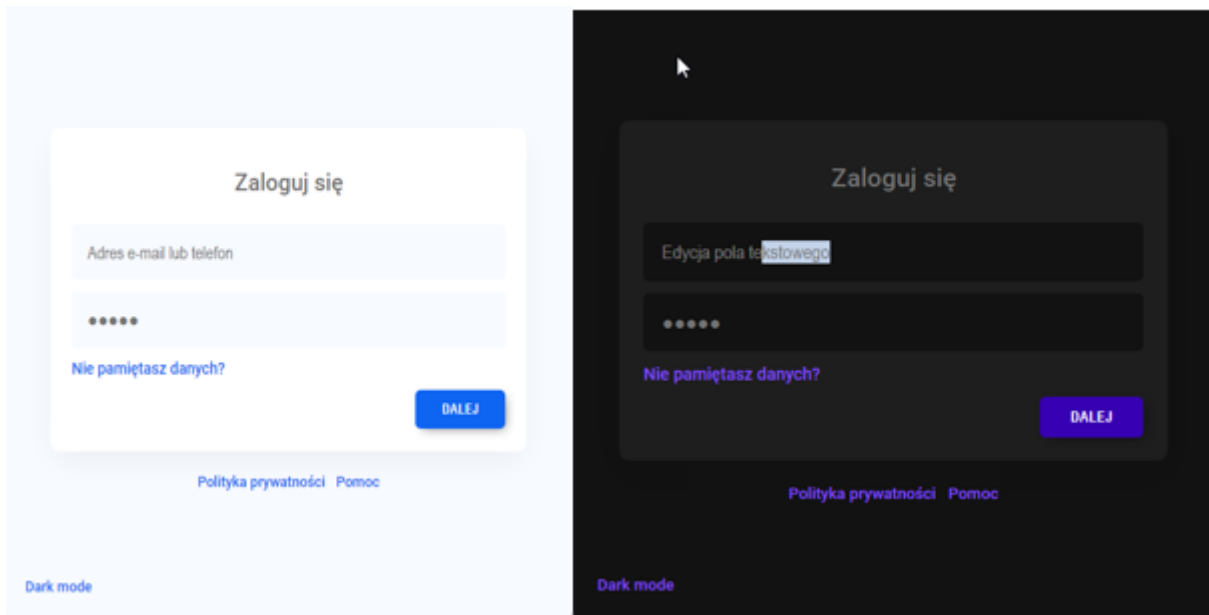 Zaloguj się
Adres e-mail lub telefon
●●●●●
Nie pamiętasz danych?
DALEJ
Polityka prywatności Pomoc
Dark mode
Zaloguj się
Edycja pola tekstowego
●●●●●
Nie pamiętasz danych?
DALEJ
Polityka prywatności Pomoc
Dark mode